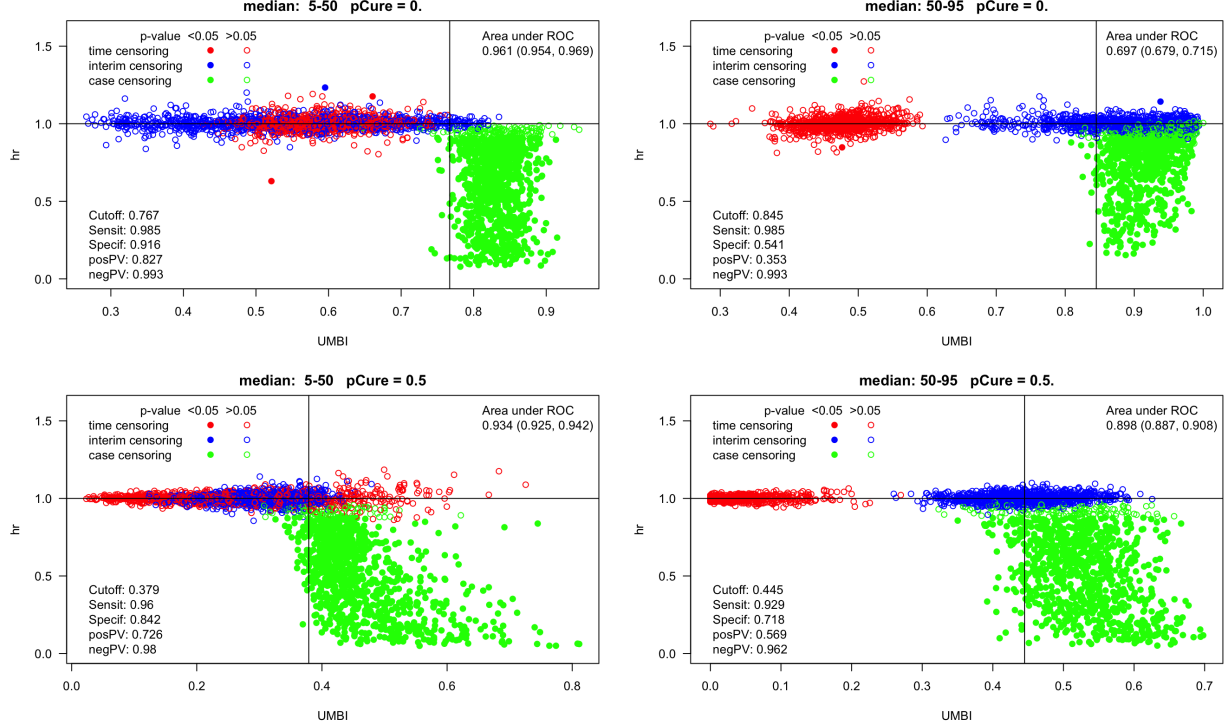 median: 5-50 pCure = 0.
p-value <0.05 >0.05
time censoring
interim censoring
case censoring
Area under ROC
0.961 (0.954, 0.969)
Cutoff: 0.767
Sensit: 0.985
Specif: 0.916
posPV: 0.827
negPV: 0.993
hr
1.5
1.0
0.5
0.0
0.3 0.4 0.5 0.6 0.7 0.8 0.9
UMBI
median: 50-95 pCure = 0.
p-value <0.05 >0.05
time censoring
interim censoring
case censoring
Area under ROC
0.697 (0.679, 0.715)
Cutoff: 0.845
Sensit: 0.985
Specif: 0.541
posPV: 0.353
negPV: 0.993
hr
1.5
1.0
0.5
0.0
0.3 0.4 0.5 0.6 0.7 0.8 0.9 1.0
UMBI
median: 5-50 pCure = 0.5
p-value <0.05 >0.05
time censoring
interim censoring
case censoring
Area under ROC
0.934 (0.925, 0.942)
Cutoff: 0.379
Sensit: 0.96
Specif: 0.842
posPV: 0.726
negPV: 0.98
hr
1.5
1.0
0.5
0.0
0.0 0.2 0.4 0.6 0.8
UMBI
median: 50-95 pCure = 0.5.
p-value <0.05 >0.05
time censoring
interim censoring
case censoring
Area under ROC
0.898 (0.887, 0.908)
Cutoff: 0.445
Sensit: 0.929
Specif: 0.718
posPV: 0.569
negPV: 0.962
hr
1.5
1.0
0.5
0.0
0.0 0.1 0.2 0.3 0.4 0.5 0.6 0.7
UMBI